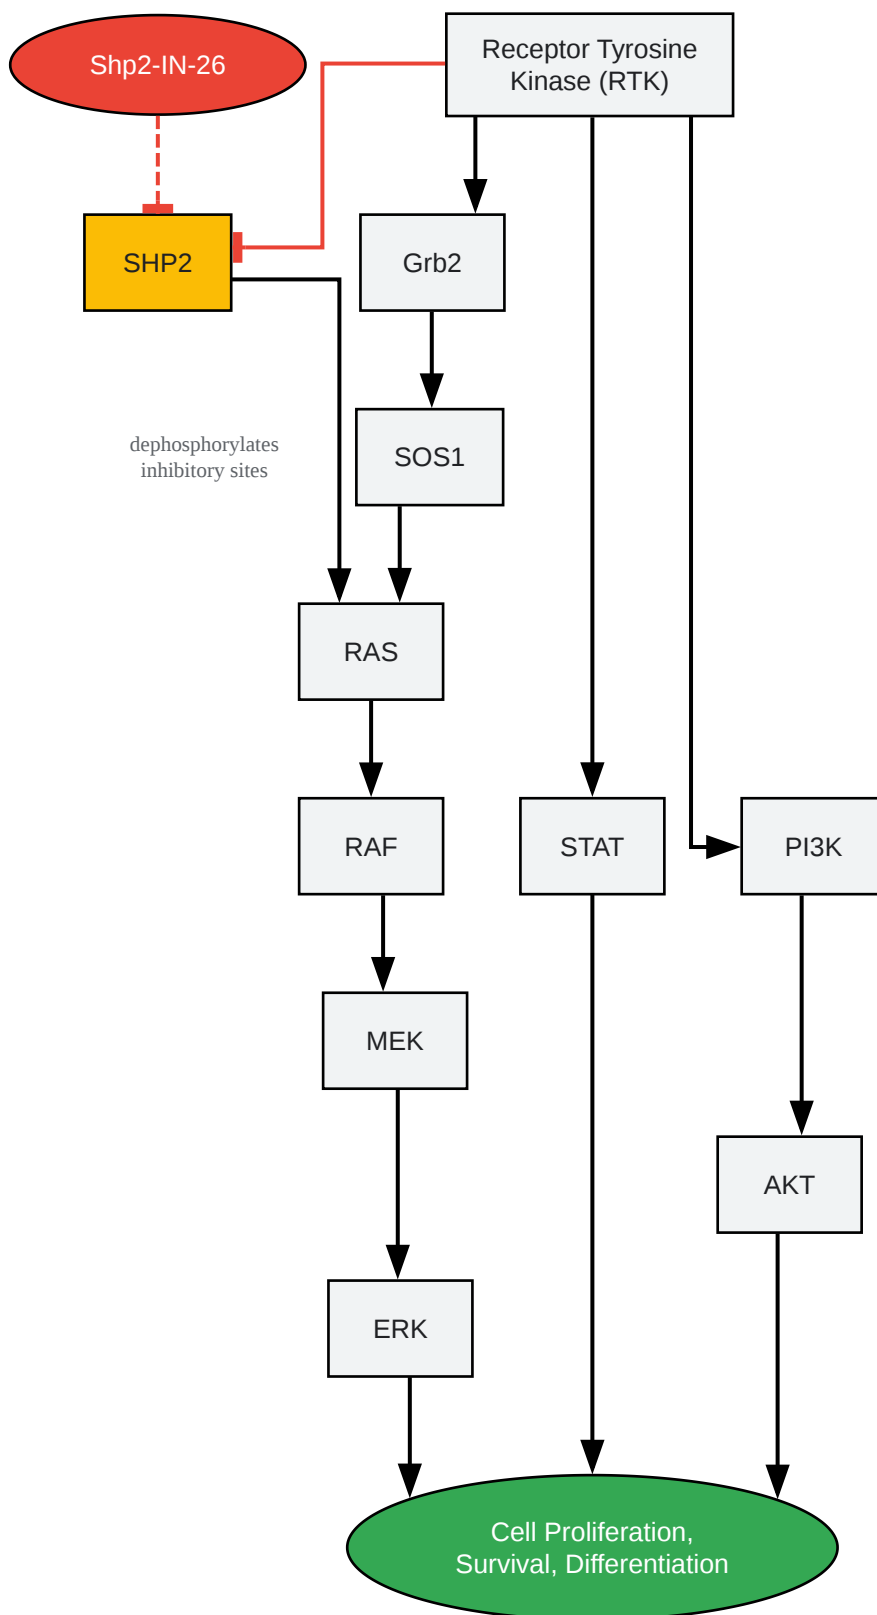 Shp2-IN-26
Receptor Tyrosine
Kinase (RTK)
SHP2
Grb2
dephosphorylates
inhibitory sites
SOS1
RAS
RAF
STAT
PI3K
MEK
AKT
ERK
Cell Proliferation,
Survival, Differentiation